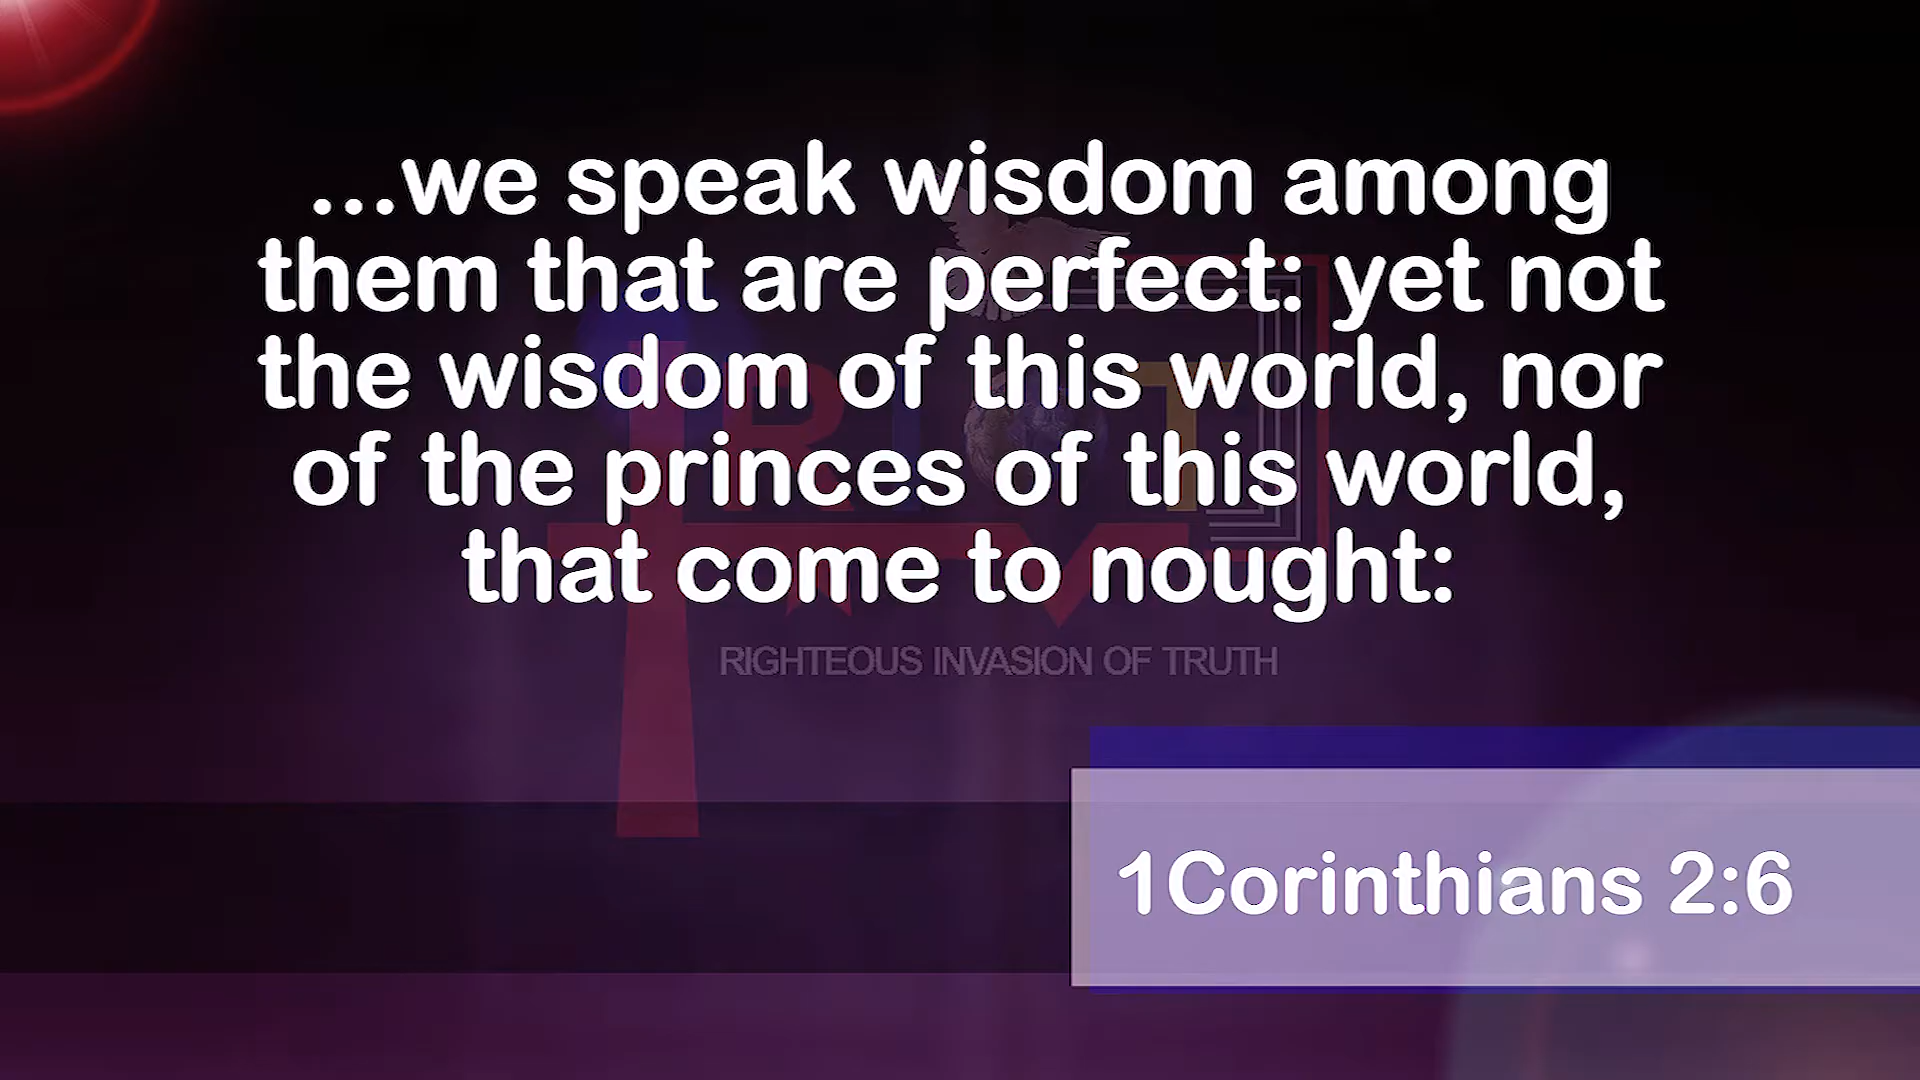 ...we speak wisdom among
them that are perfect: yet not
the wisdom of this world, nor
of the princes of this world,
that come to nought:
RIOT
RIGHTEOUS INVASION OF TRUTH
1Corinthians 2:6